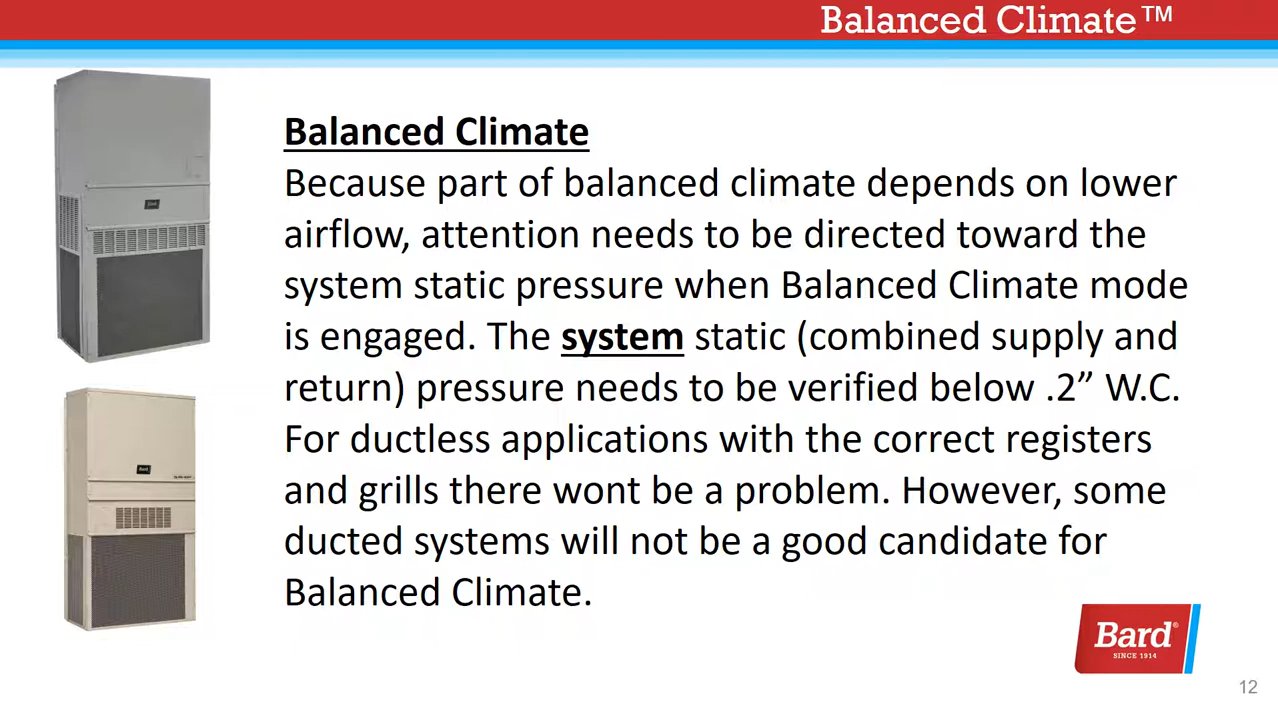 Balanced Climate™
Balanced Climate
Because part of balanced climate depends on lower
airflow, attention needs to be directed toward the
system static pressure when Balanced Climate mode
is engaged. The system static (combined supply and
return) pressure needs to be verified below .2” W.C.
For ductless applications with the correct registers
and grills there wont be a problem. However, some
ducted systems will not be a good candidate for
Balanced Climate.
Bard
Bard®
SINCE 1914
12